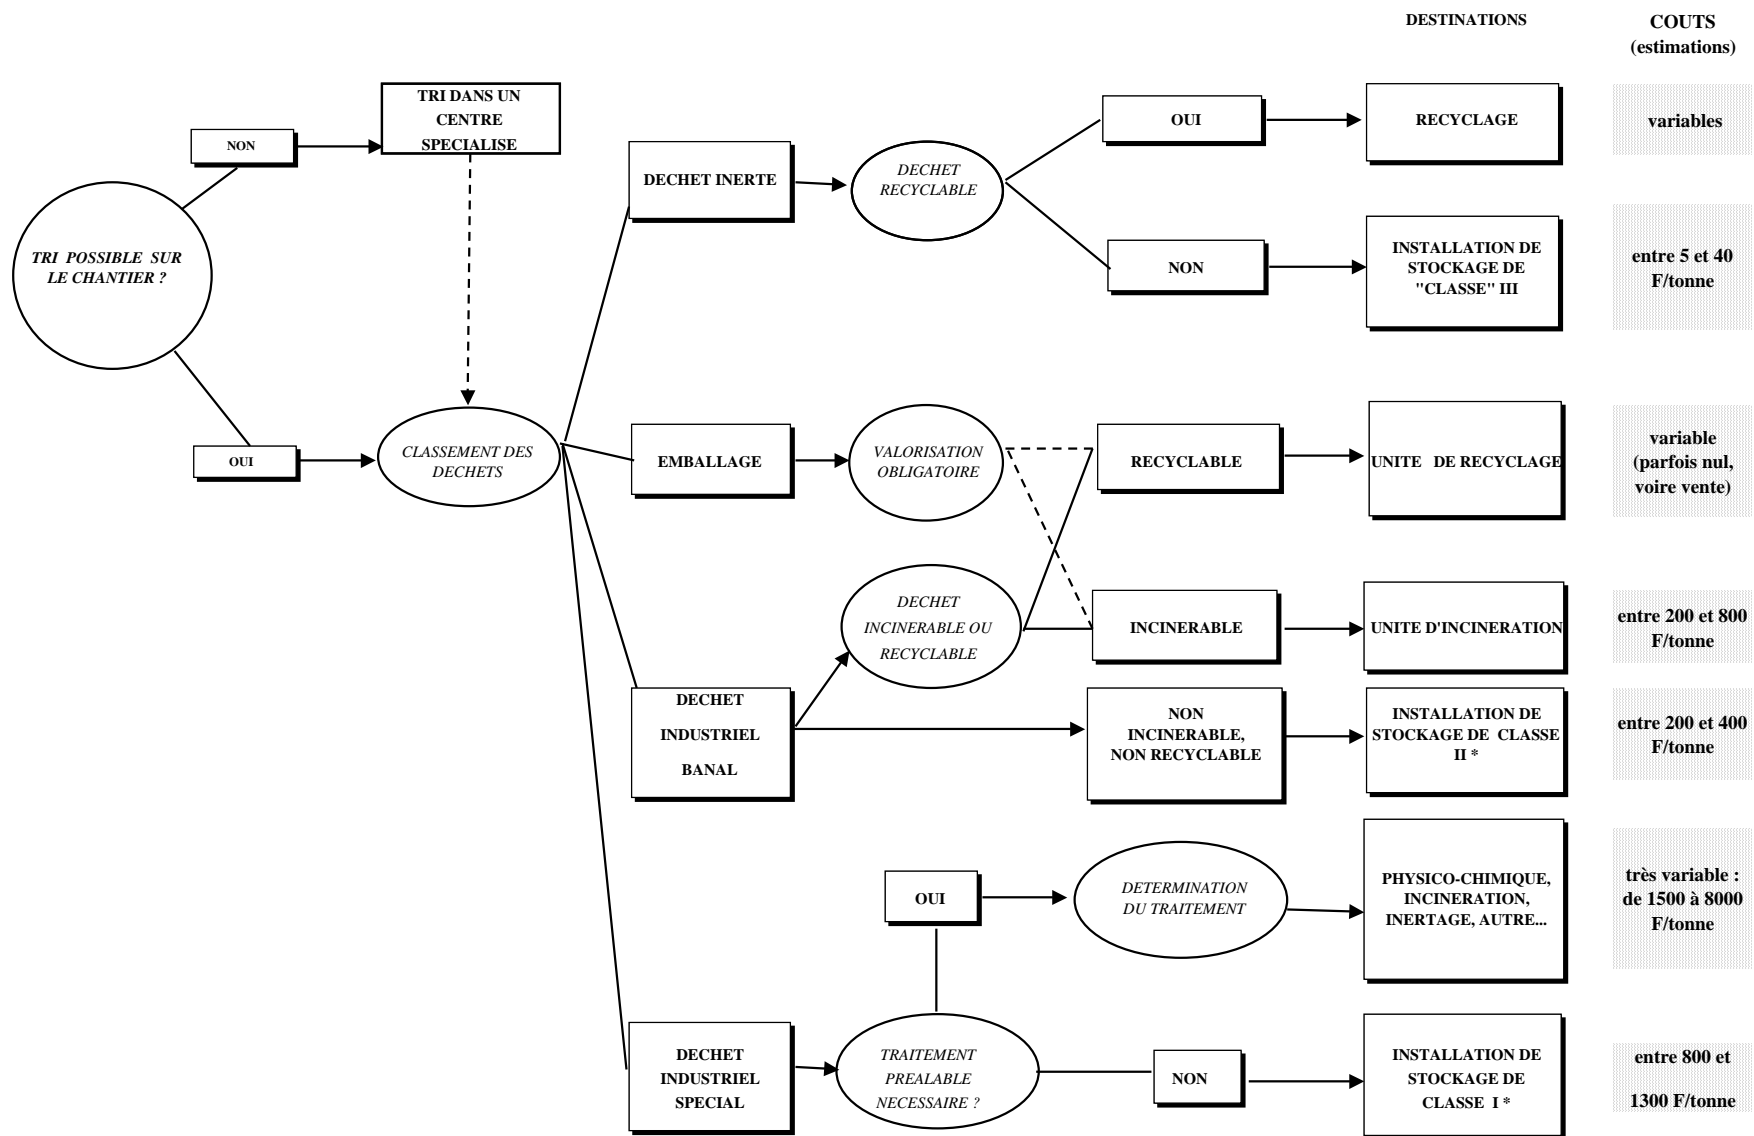 DESTINATIONS
COUTS
(estimations)
TRI DANS UN
CENTRE
SPECIALISE
NON
TRI POSSIBLE SUR
LE CHANTIER ?
OUI
CLASSEMENT DES
DECHETS
DECHET INERTE
DECHET
RECYCLABLE
OUI
RECYCLAGE
variables
NON
INSTALLATION DE
STOCKAGE DE
"CLASSE" III
entre 5 et 40
F/tonne
EMBALLAGE
VALORISATION
OBLIGATOIRE
RECYCLABLE
UNITE DE RECYCLAGE
variable
(parfois nul,
voire vente)
DECHET
INCINERABLE OU
RECYCLABLE
INCINERABLE
UNITE D'INCINERATION
entre 200 et 800
F/tonne
DECHET
INDUSTRIEL
BANAL
NON
INCINERABLE,
NON RECYCLABLE
INSTALLATION DE
STOCKAGE DE CLASSE
II *
entre 200 et 400
F/tonne
OUI
DETERMINATION
DU TRAITEMENT
PHYSICO-CHIMIQUE,
INCINERATION,
INERTAGE, AUTRE...
très variable :
de 1500 à 8000
F/tonne
DECHET
INDUSTRIEL
SPECIAL
TRAITEMENT
PREALABLE
NECESSAIRE ?
NON
INSTALLATION DE
STOCKAGE DE
CLASSE I *
entre 800 et
1300 F/tonne